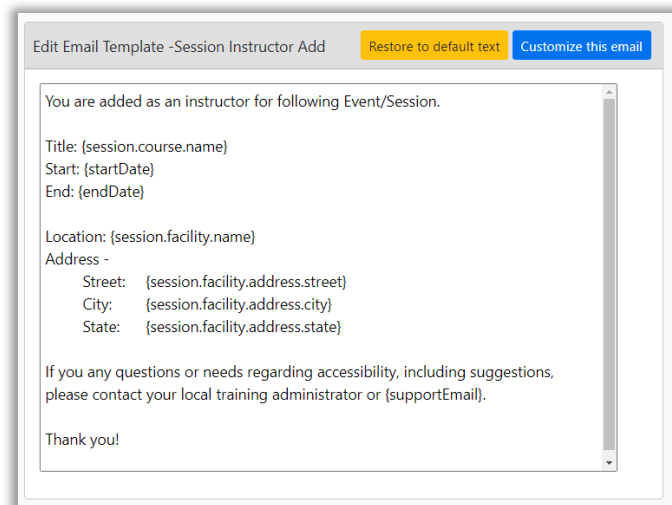 Edit Email Template -Session Instructor Add
Restore to default text
Customize this email
You are added as an instructor for following Event/Session.
Title: {session.course.name}
Start: {startDate}
End: {endDate}
Location: {session.facility.name}
Address -
Street: {session.facility.address.street}
City: {session.facility.address.city}
State: {session.facility.address.state}
If you any questions or needs regarding accessibility, including suggestions,
please contact your local training administrator or {supportEmail}.
Thank you!